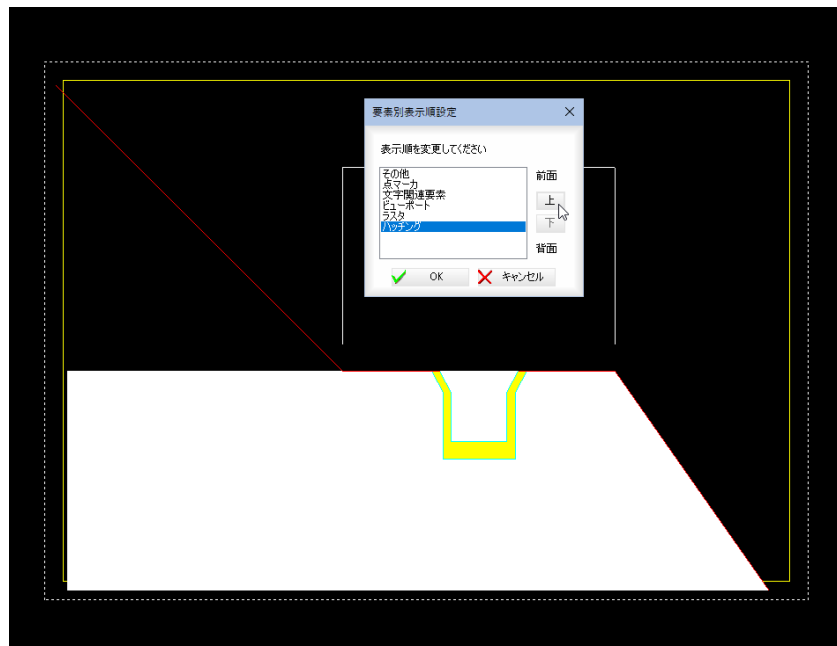 要素別表示順設定
表示順を変更してください
その他
点マーカ
文字関連要素
ビューポート
ラスタ
ハッチング
前面
上
下
背面
OK
キャンセル